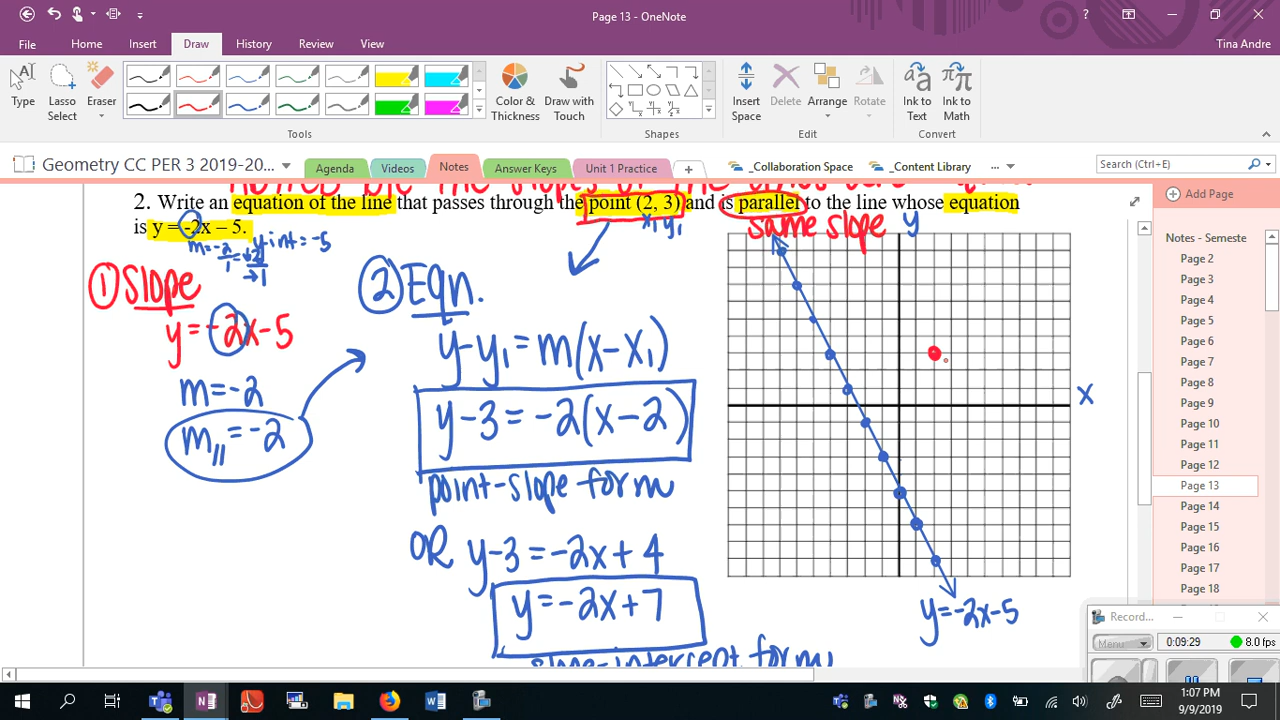 Page 13 - OneNote
?
File Home Insert Draw History Review View
Tina Andre
Type
Lasso Select
Eraser
Color & Thickness
Draw with Touch
Insert Space
Delete
Arrange
Rotate
Ink to Text
Ink to Math
Tools Shapes Edit Convert
Geometry CC PER 3 2019-20...
Agenda Videos Notes Answer Keys Unit 1 Practice +
_Collaboration Space _Content Library ...
Search (Ctrl+E)
Add Page
Notes - Semeste
Page 2
Page 3
Page 4
Page 5
Page 6
Page 7
Page 8
Page 9
Page 10
Page 11
Page 12
Page 13
Page 14
Page 15
Page 16
Page 17
Page 18
2. Write an equation of the line that passes through the point (2, 3) and is parallel to the line whose equation
is y = -2x – 5.
x₁ y₁
same slope
m=-2
y-int=-5
① Slope
y=-2x-5
m=-2
m∥=-2
② Eqn.
y-y₁=m(x-x₁)
y-3=-2(x-2)
point-slope form
OR y-3=-2x+4
y=-2x+7
slope-intercept form
y
x
y=-2x-5
Record...
Menu
0:09:29
8.0 fps
1:07 PM
9/9/2019